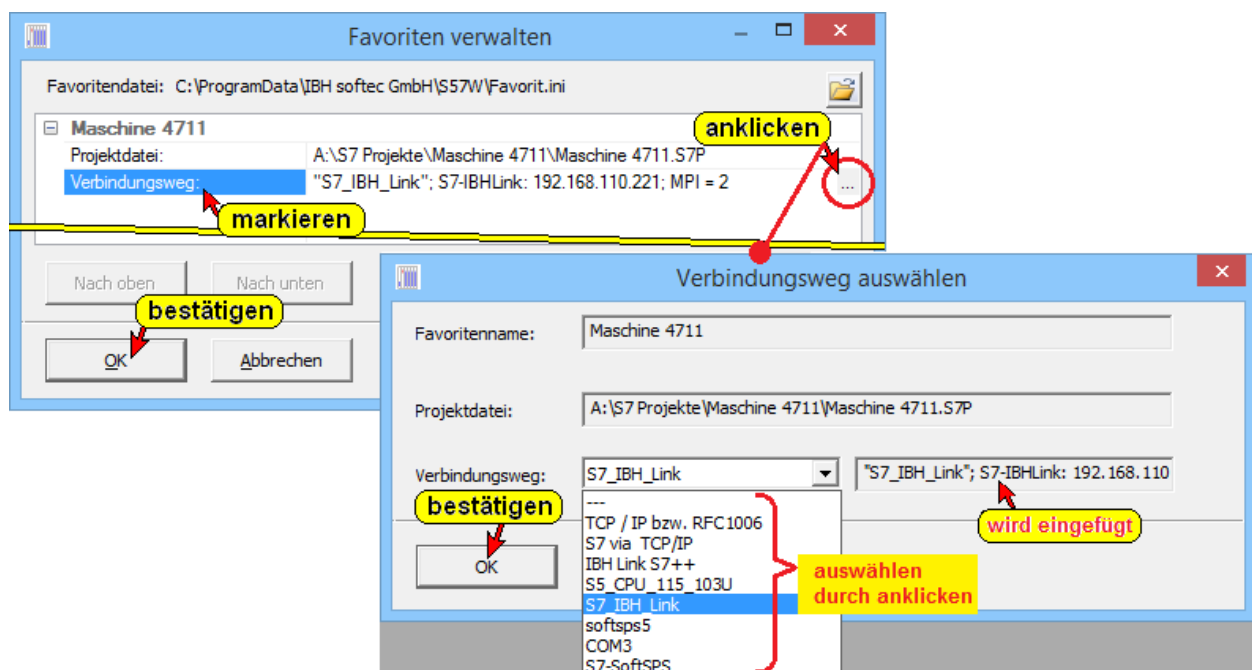 Favoriten verwalten
Favoritendatei: C:\ProgramData\IBH softec GmbH\S57W\Favorit.ini
Maschine 4711
anklicken
Projektdatei: A:\S7 Projekte\Maschine 4711\Maschine 4711.S7P
Verbindungsweg: "S7_IBH_Link"; S7-IBHLink: 192.168.110.221; MPI = 2 ...
markieren
Nach oben Nach unten
bestätigen
OK Abbrechen
Verbindungsweg auswählen
Favoritenname: Maschine 4711
Projektdatei: A:\S7 Projekte\Maschine 4711\Maschine 4711.S7P
Verbindungsweg: S7_IBH_Link "S7_IBH_Link"; S7-IBHLink: 192.168.110
bestätigen
wird eingefügt
OK
---
TCP / IP bzw. RFC1006
S7 via TCP/IP
IBH Link S7++
S5_CPU_115_103U
S7_IBH_Link
softsps5
COM3
S7-SoftSPS
auswählen
durch anklicken